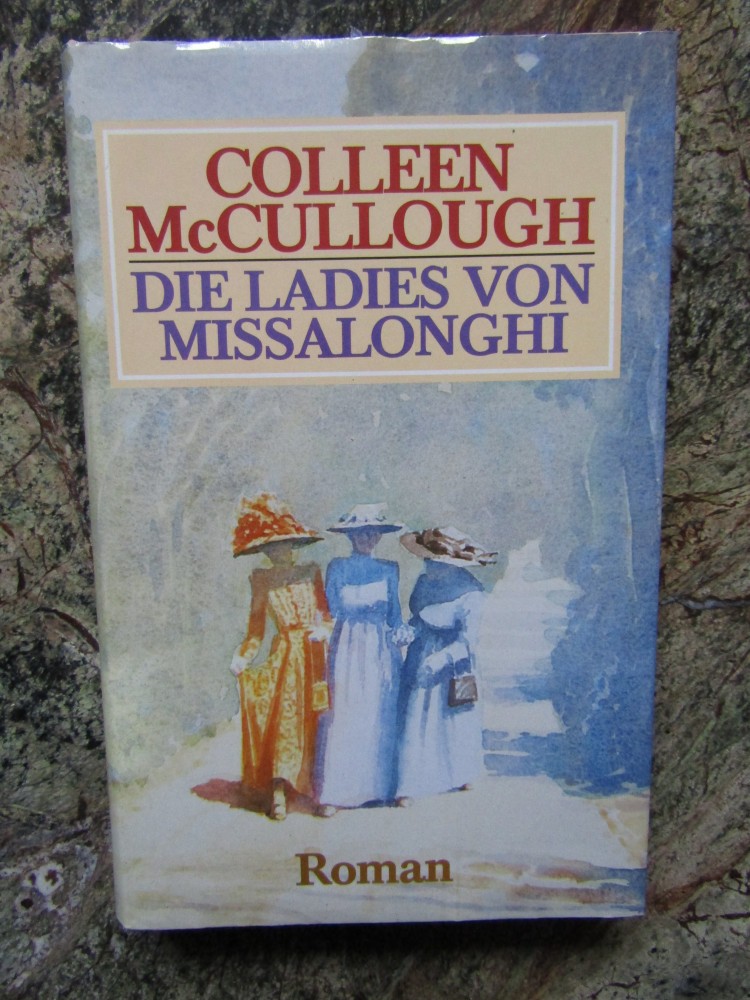 COLLEEN
McCULLOUGH
DIE LADIES VON
MISSALONGHI
Roman